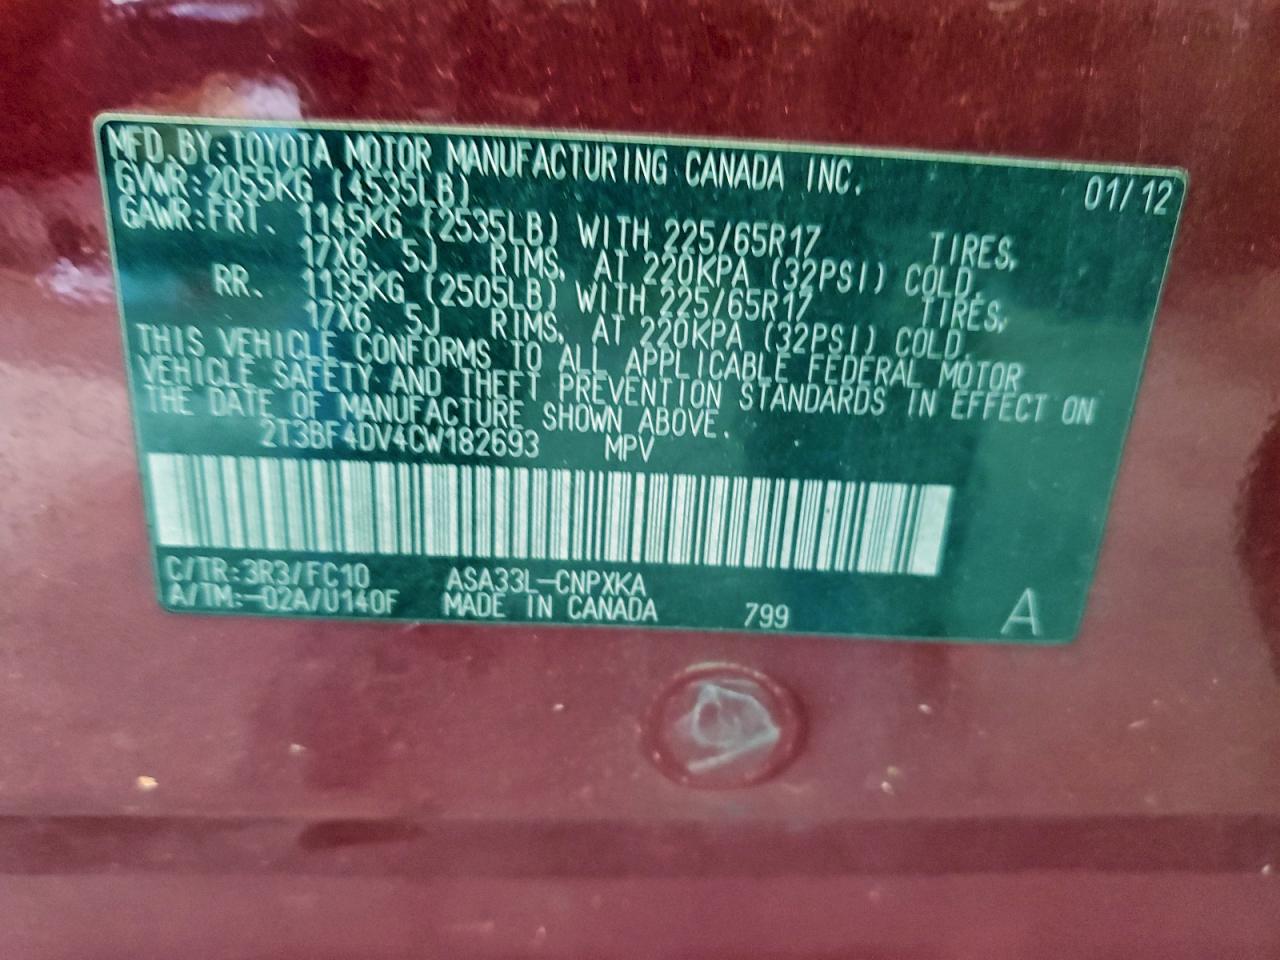 MFD. BY: TOYOTA MOTOR MANUFACTURING CANADA INC. 01/12
GVWR: 2055KG (4535LB)
GAWR: FRT. 1145KG (2535LB) WITH 225/65R17 TIRES,
17X6. 5J RIMS, AT 220KPA (32PSI) COLD,
RR. 1135KG (2505LB) WITH 225/65R17 TIRES,
17X6. 5J RIMS, AT 220KPA (32PSI) COLD.
THIS VEHICLE CONFORMS TO ALL APPLICABLE FEDERAL MOTOR
VEHICLE SAFETY AND THEFT PREVENTION STANDARDS IN EFFECT ON
THE DATE OF MANUFACTURE SHOWN ABOVE.
2T3BF4DV4CW182693 MPV
C/TR: 3R3/FC10 ASA33L-CNPXKA
A/TM: -02A/U140F MADE IN CANADA 799 A